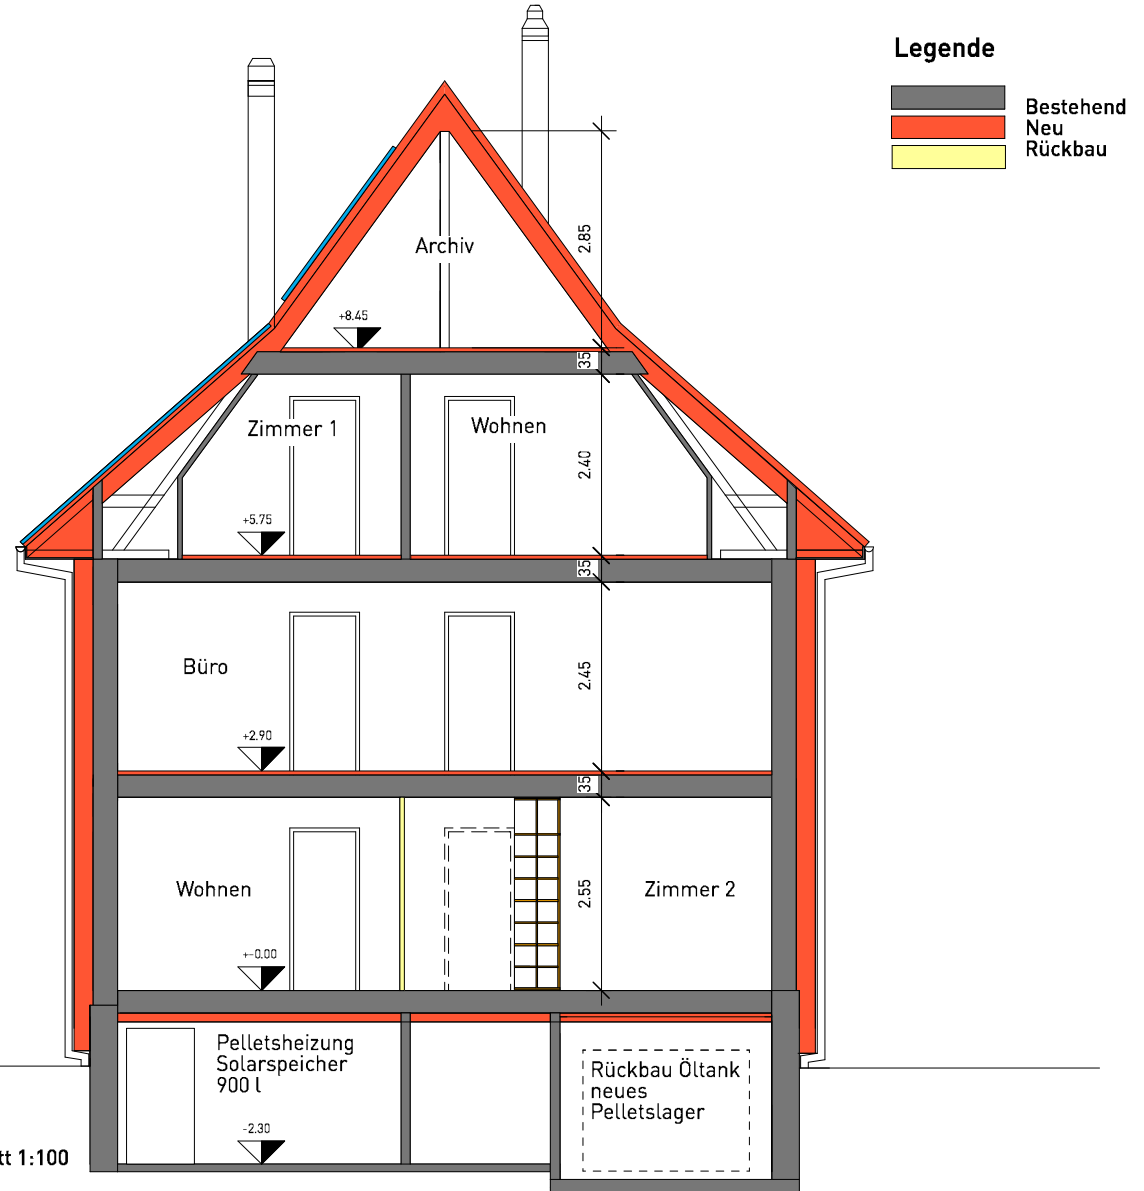 Legende
Bestehend
Neu
Rückbau
Archiv
2.85
+8.45
35
Zimmer 1
Wohnen
2.40
+5.75
35
Büro
2.45
+2.90
35
Wohnen
2.55
Zimmer 2
+-0.00
Pelletsheizung
Solarspeicher
900 l
Rückbau Öltank
neues
Pelletslager
-2.30
tt 1:100